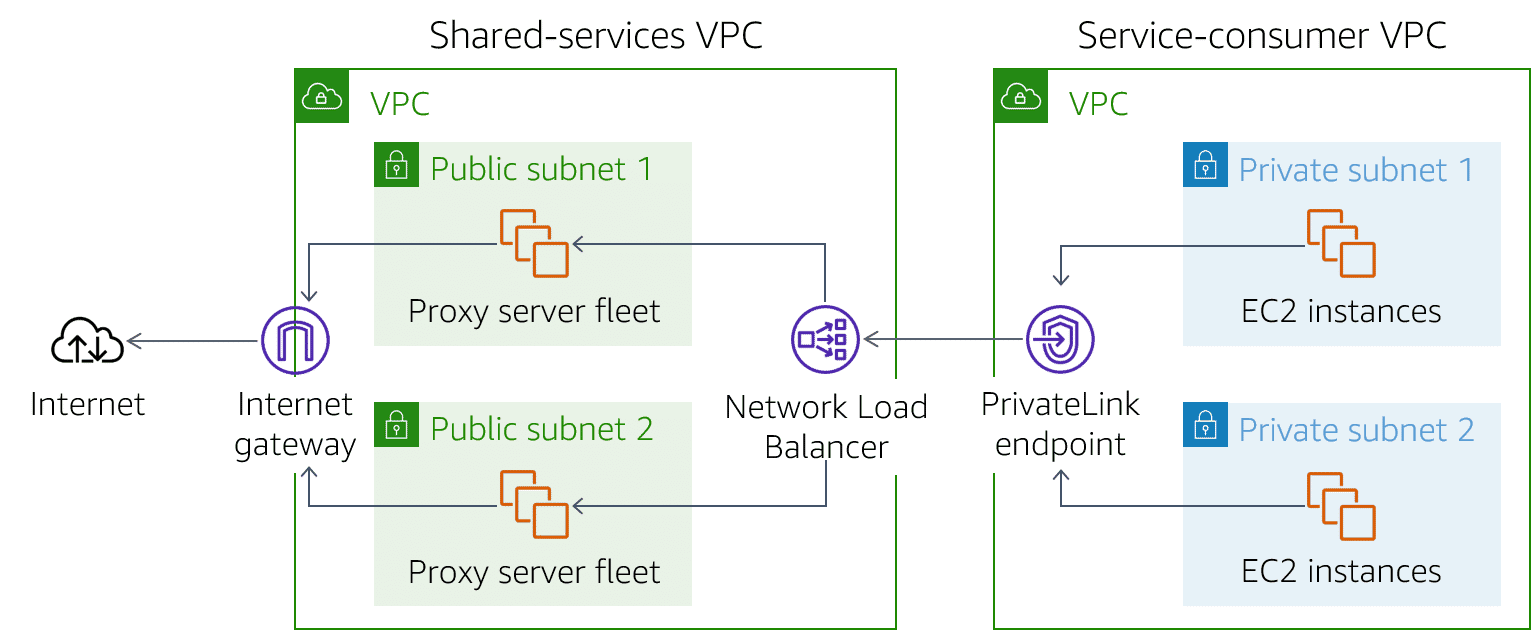 Shared-services VPC
Service-consumer VPC
VPC
VPC
Public subnet 1
Private subnet 1
Proxy server fleet
EC2 instances
Internet
Internet
gateway
Network Load
Balancer
PrivateLink
endpoint
Public subnet 2
Private subnet 2
Proxy server fleet
EC2 instances